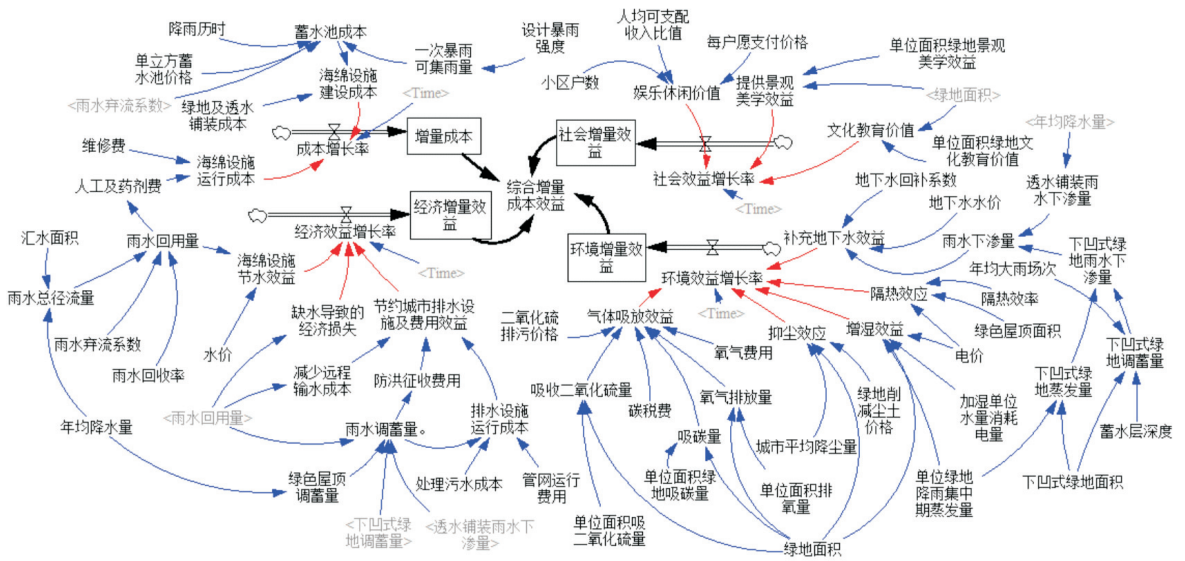 降雨历时
蓄水池成本
设计暴雨
强度
人均可支配
收入比值
每户愿支付价格
单位面积绿地景观
美学效益
单立方蓄
水池价格
一次暴雨
可集雨量
小区户数
海绵设施
建设成本
娱乐休闲价值
提供景观
美学效益
<雨水弃流系数>
<Time>
<绿地面积>
绿地及透水
铺装成本
增量成本
社会增量效
益
文化教育价值
<年均降水量>
维修费
成本增长率
单位面积绿地文
化教育价值
海绵设施
运行成本
综合增量
成本效益
社会效益增长率
地下水回补系数
透水铺装雨
水下渗量
人工及药剂费
经济增量效
益
<Time>
地下水水价
汇水面积
雨水回用量
经济效益增长率
环境增量效
益
补充地下水效益
雨水下渗量
下凹式绿
地雨水下
渗量
海绵设施
节水效益
<Time>
环境效益增长率
年均大雨场次
雨水总径流量
缺水导致的
经济损失
节约城市排水设
施及费用效益
二氧化硫
排污价格
气体吸放效益
<Time>
隔热效应
隔热效率
抑尘效应
增湿效益
绿色屋顶面积
雨水弃流系数
水价
氧气费用
电价
下凹式绿
地调蓄量
雨水回收率
减少远程
输水成本
防洪征收费用
吸收二氧化硫量
氧气排放量
绿地削
减尘土
价格
下凹式绿
地蒸发量
<雨水回用量>
排水设施
运行成本
碳税费
加湿单位
水量消耗
电量
年均降水量
雨水调蓄量。
吸碳量
城市平均降尘量
蓄水层深度
绿色屋顶
调蓄量
处理污水成本
管网运行
费用
单位面积绿
地吸碳量
单位面积排
氧量
单位绿地
降雨集中
期蒸发量
下凹式绿地面积
<下凹式绿
地调蓄量>
<透水铺装雨水下
渗量>
单位面积吸
二氧化硫量
绿地面积